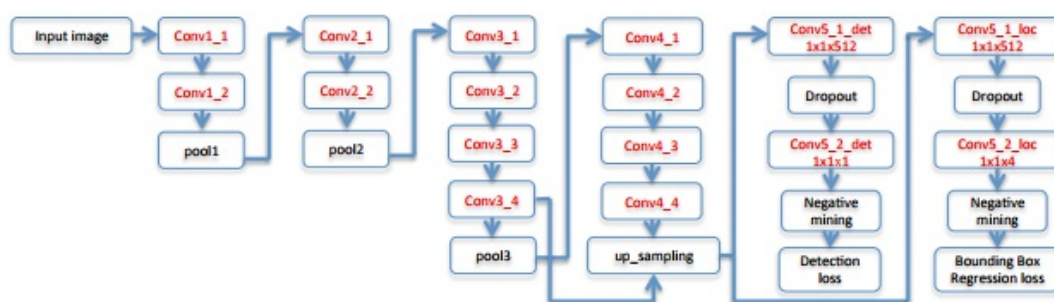 Input image
Conv1_1
Conv1_2
pool1
Conv2_1
Conv2_2
pool2
Conv3_1
Conv3_2
Conv3_3
Conv3_4
pool3
Conv4_1
Conv4_2
Conv4_3
Conv4_4
up_sampling
Conv5_1_det
1x1x512
Dropout
Conv5_2_det
1x1x1
Negative
mining
Detection
loss
Conv5_1_loc
1x1x512
Dropout
Conv5_2_loc
1x1x4
Negative
mining
Bounding Box
Regression loss